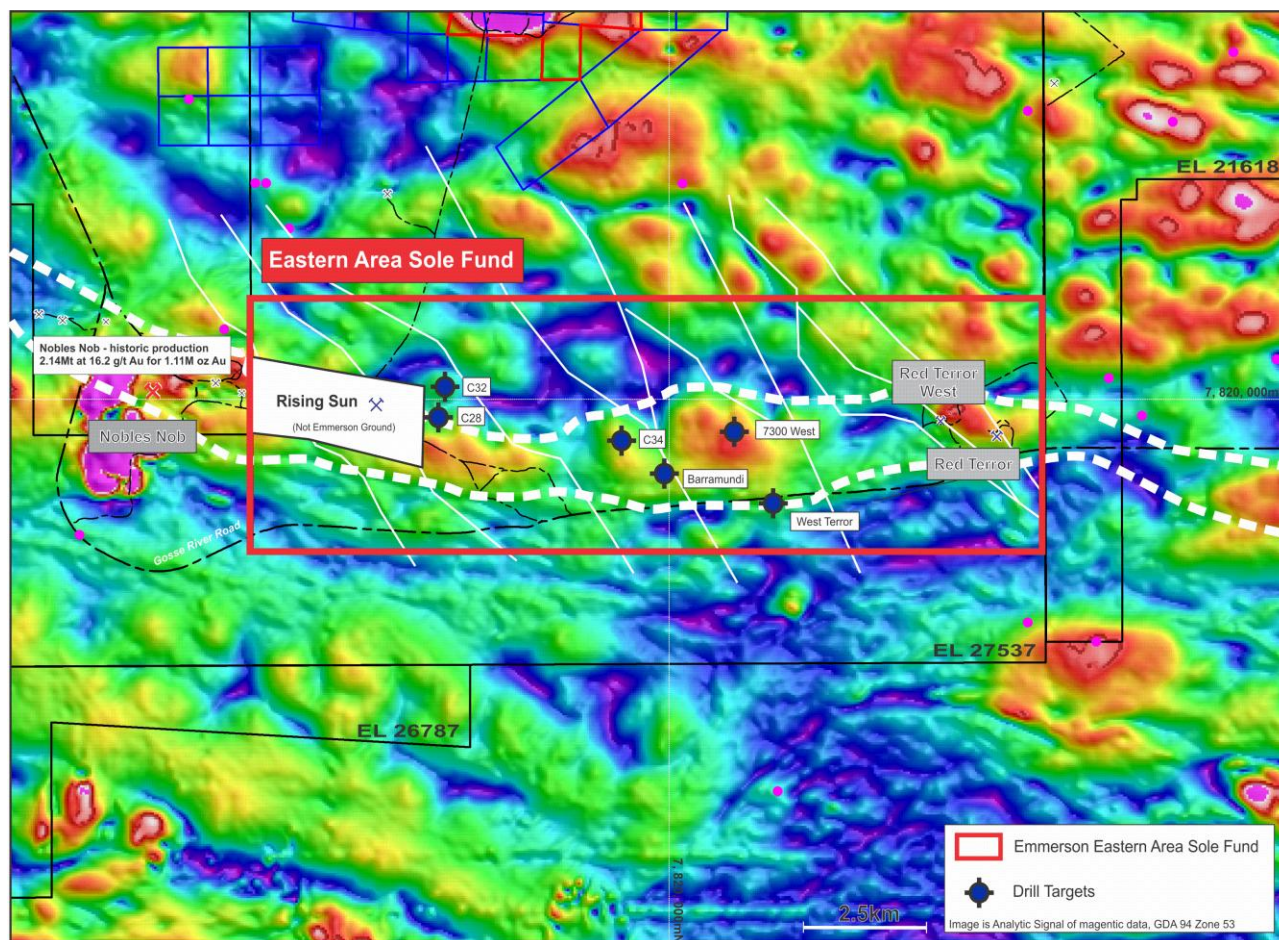 EL 21618
Eastern Area Sole Fund
Nobles Nob - historic production
2.14Mt at 16.2 g/t Au for 1.11M oz Au
Red Terror
West
7, 820, 000m
C32
Rising Sun
(Not Emmerson Ground)
C28
Nobles Nob
C34
7300 West
Red Terror
Barramundi
West Terror
Gosse River Road
EL 27537
EL 26787
7, 820, 000mN
Emmerson Eastern Area Sole Fund
Drill Targets
2.5km
Image is Analytic Signal of magentic data, GDA 94 Zone 53